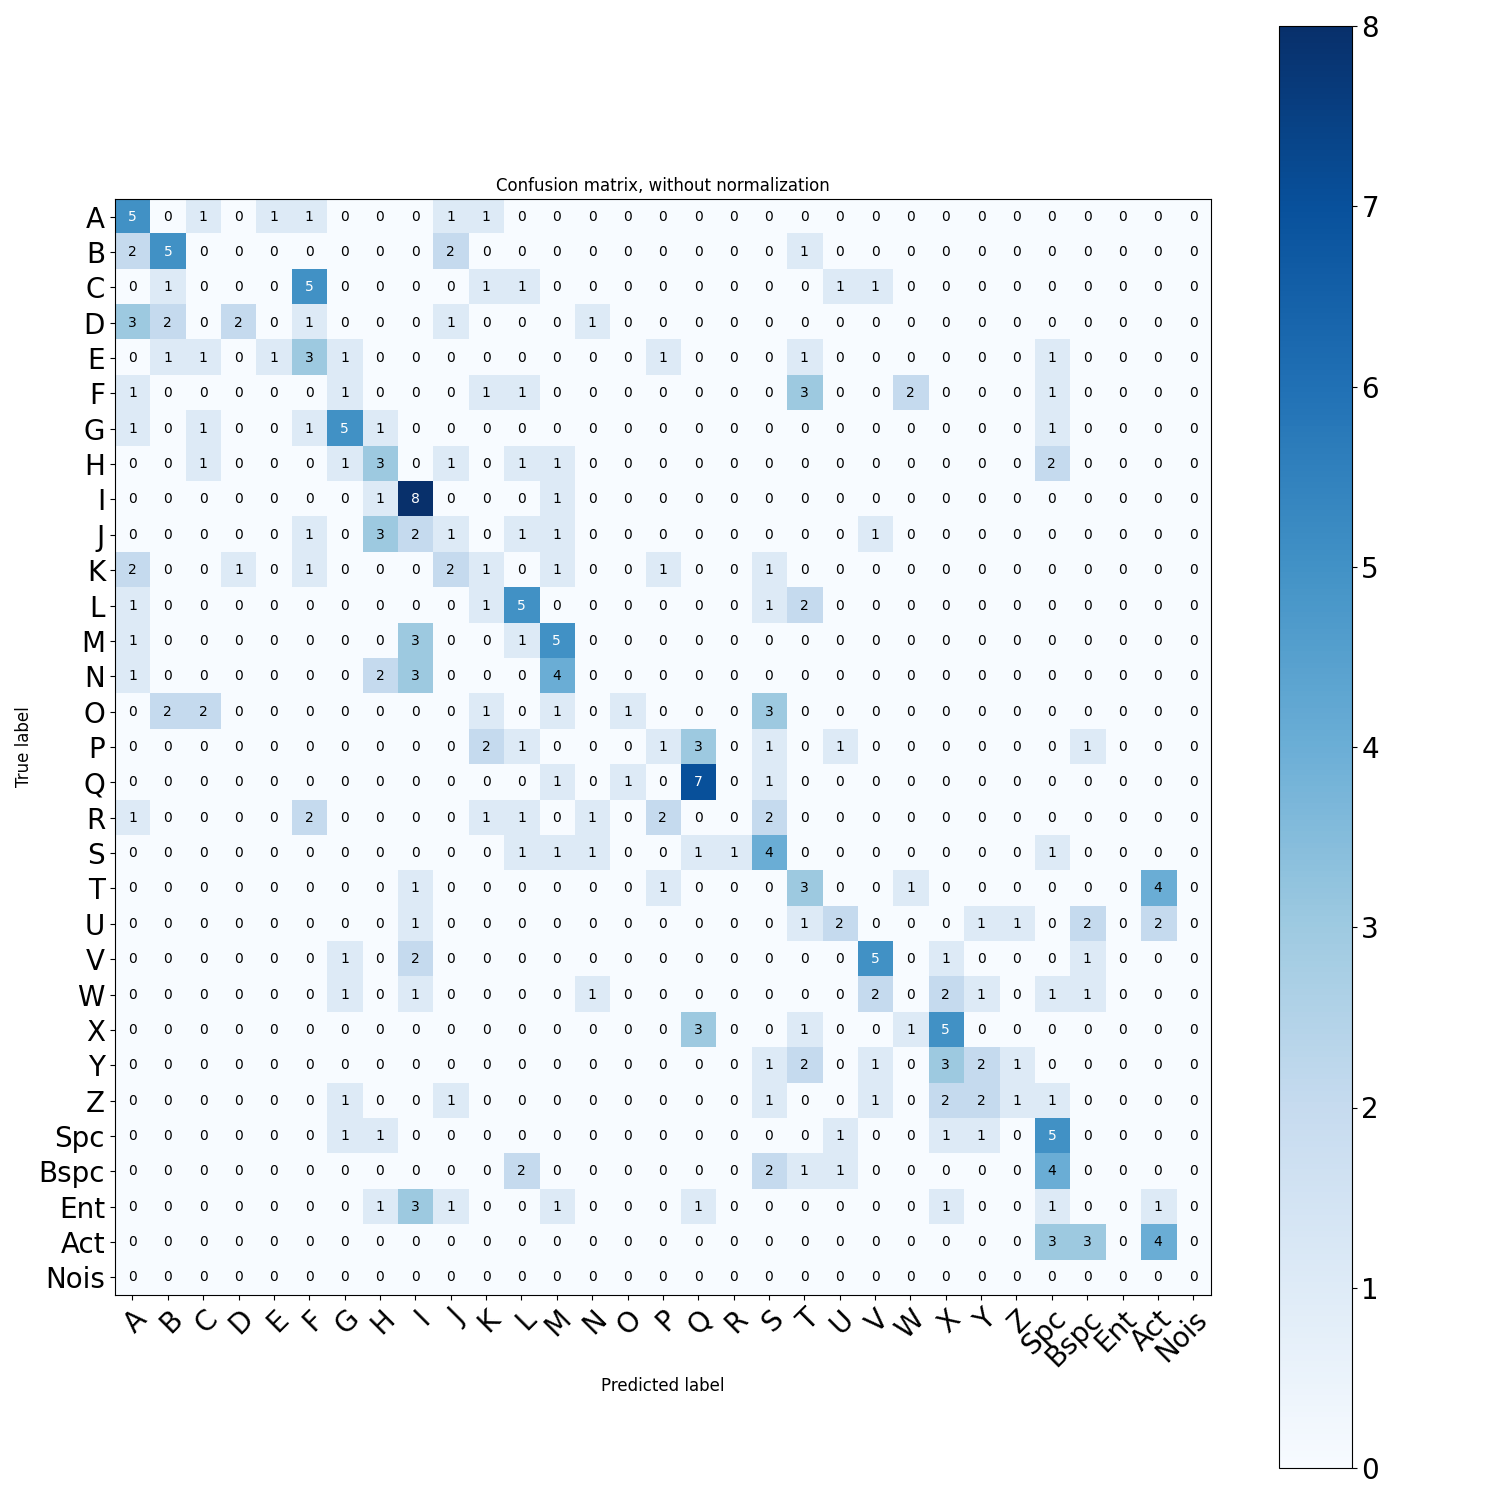 Confusion matrix, without normalization
A 5 0 1 0 1 1 0 0 0 1 1 0 0 0 0 0 0 0 0 0 0 0 0 0 0 0 0 0 0 0 0
B 2 5 0 0 0 0 0 0 0 2 0 0 0 0 0 0 0 0 0 1 0 0 0 0 0 0 0 0 0 0 0
C 0 1 0 0 0 5 0 0 0 0 1 1 0 0 0 0 0 0 0 0 1 1 0 0 0 0 0 0 0 0 0
D 3 2 0 2 0 1 0 0 0 1 0 0 0 1 0 0 0 0 0 0 0 0 0 0 0 0 0 0 0 0 0
E 0 1 1 0 1 3 1 0 0 0 0 0 0 0 0 1 0 0 0 1 0 0 0 0 0 0 1 0 0 0 0
F 1 0 0 0 0 0 1 0 0 0 1 1 0 0 0 0 0 0 0 3 0 0 2 0 0 0 1 0 0 0 0
G 1 0 1 0 0 1 5 1 0 0 0 0 0 0 0 0 0 0 0 0 0 0 0 0 0 0 1 0 0 0 0
H 0 0 1 0 0 0 1 3 0 1 0 1 1 0 0 0 0 0 0 0 0 0 0 0 0 0 2 0 0 0 0
I 0 0 0 0 0 0 0 1 8 0 0 0 1 0 0 0 0 0 0 0 0 0 0 0 0 0 0 0 0 0 0
J 0 0 0 0 0 1 0 3 2 1 0 1 1 0 0 0 0 0 0 0 0 1 0 0 0 0 0 0 0 0 0
K 2 0 0 1 0 1 0 0 0 2 1 0 1 0 0 1 0 0 1 0 0 0 0 0 0 0 0 0 0 0 0
L 1 0 0 0 0 0 0 0 0 0 1 5 0 0 0 0 0 0 1 2 0 0 0 0 0 0 0 0 0 0 0
M 1 0 0 0 0 0 0 0 3 0 0 1 5 0 0 0 0 0 0 0 0 0 0 0 0 0 0 0 0 0 0
N 1 0 0 0 0 0 0 2 3 0 0 0 4 0 0 0 0 0 0 0 0 0 0 0 0 0 0 0 0 0 0
O 0 2 2 0 0 0 0 0 0 0 1 0 1 0 1 0 0 0 3 0 0 0 0 0 0 0 0 0 0 0 0
P 0 0 0 0 0 0 0 0 0 0 2 1 0 0 0 1 3 0 1 0 1 0 0 0 0 0 0 1 0 0 0
Q 0 0 0 0 0 0 0 0 0 0 0 0 1 0 1 0 7 0 1 0 0 0 0 0 0 0 0 0 0 0 0
R 1 0 0 0 0 2 0 0 0 0 1 1 0 1 0 2 0 0 2 0 0 0 0 0 0 0 0 0 0 0 0
S 0 0 0 0 0 0 0 0 0 0 0 1 1 1 0 0 1 1 4 0 0 0 0 0 0 0 1 0 0 0 0
T 0 0 0 0 0 0 0 0 1 0 0 0 0 0 0 1 0 0 0 3 0 0 1 0 0 0 0 0 0 4 0
U 0 0 0 0 0 0 0 0 1 0 0 0 0 0 0 0 0 0 0 1 2 0 0 0 1 1 0 2 0 2 0
V 0 0 0 0 0 0 1 0 2 0 0 0 0 0 0 0 0 0 0 0 0 5 0 1 0 0 0 1 0 0 0
W 0 0 0 0 0 0 1 0 1 0 0 0 0 1 0 0 0 0 0 0 0 2 0 2 1 0 1 1 0 0 0
X 0 0 0 0 0 0 0 0 0 0 0 0 0 0 0 0 3 0 0 1 0 0 1 5 0 0 0 0 0 0 0
Y 0 0 0 0 0 0 0 0 0 0 0 0 0 0 0 0 0 0 1 2 0 1 0 3 2 1 0 0 0 0 0
Z 0 0 0 0 0 0 1 0 0 1 0 0 0 0 0 0 0 0 1 0 0 1 0 2 2 1 1 0 0 0 0
Spc 0 0 0 0 0 0 1 1 0 0 0 0 0 0 0 0 0 0 0 0 1 0 0 1 1 0 5 0 0 0 0
Bspc 0 0 0 0 0 0 0 0 0 0 0 2 0 0 0 0 0 0 2 1 1 0 0 0 0 0 4 0 0 0 0
Ent 0 0 0 0 0 0 0 1 3 1 0 0 1 0 0 0 1 0 0 0 0 0 0 1 0 0 1 0 0 1 0
Act 0 0 0 0 0 0 0 0 0 0 0 0 0 0 0 0 0 0 0 0 0 0 0 0 0 0 3 3 0 4 0
Nois 0 0 0 0 0 0 0 0 0 0 0 0 0 0 0 0 0 0 0 0 0 0 0 0 0 0 0 0 0 0 0
A B C D E F G H I J K L M N O P Q R S T U V W X Y Z Spc Bspc Ent Act Nois
True label
Predicted label
8
7
6
5
4
3
2
1
0